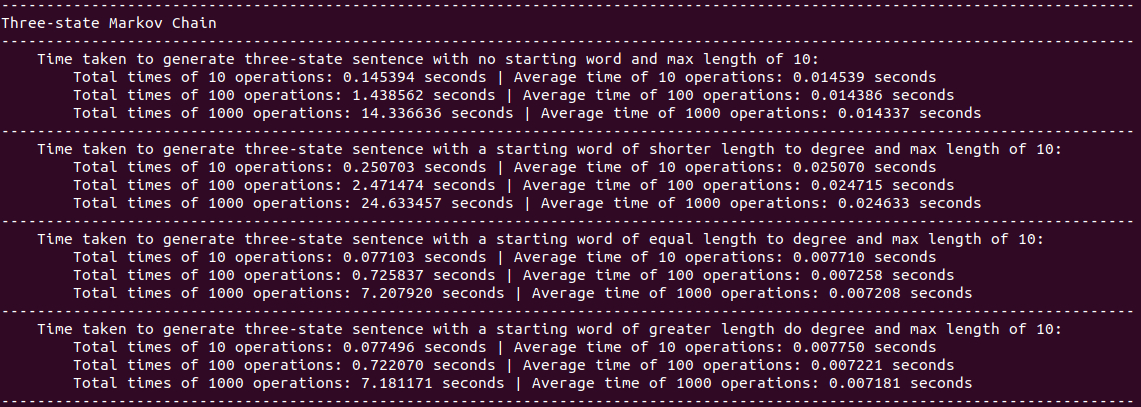 Three-state Markov Chain
Time taken to generate three-state sentence with no starting word and max length of 10:
Total times of 10 operations: 0.145394 seconds | Average time of 10 operations: 0.014539 seconds
Total times of 100 operations: 1.438562 seconds | Average time of 100 operations: 0.014386 seconds
Total times of 1000 operations: 14.336636 seconds | Average time of 1000 operations: 0.014337 seconds
Time taken to generate three-state sentence with a starting word of shorter length to degree and max length of 10:
Total times of 10 operations: 0.250703 seconds | Average time of 10 operations: 0.025070 seconds
Total times of 100 operations: 2.471474 seconds | Average time of 100 operations: 0.024715 seconds
Total times of 1000 operations: 24.633457 seconds | Average time of 1000 operations: 0.024633 seconds
Time taken to generate three-state sentence with a starting word of equal length to degree and max length of 10:
Total times of 10 operations: 0.077103 seconds | Average time of 10 operations: 0.007710 seconds
Total times of 100 operations: 0.725837 seconds | Average time of 100 operations: 0.007258 seconds
Total times of 1000 operations: 7.207920 seconds | Average time of 1000 operations: 0.007208 seconds
Time taken to generate three-state sentence with a starting word of greater length do degree and max length of 10:
Total times of 10 operations: 0.077496 seconds | Average time of 10 operations: 0.007750 seconds
Total times of 100 operations: 0.722070 seconds | Average time of 100 operations: 0.007221 seconds
Total times of 1000 operations: 7.181171 seconds | Average time of 1000 operations: 0.007181 seconds